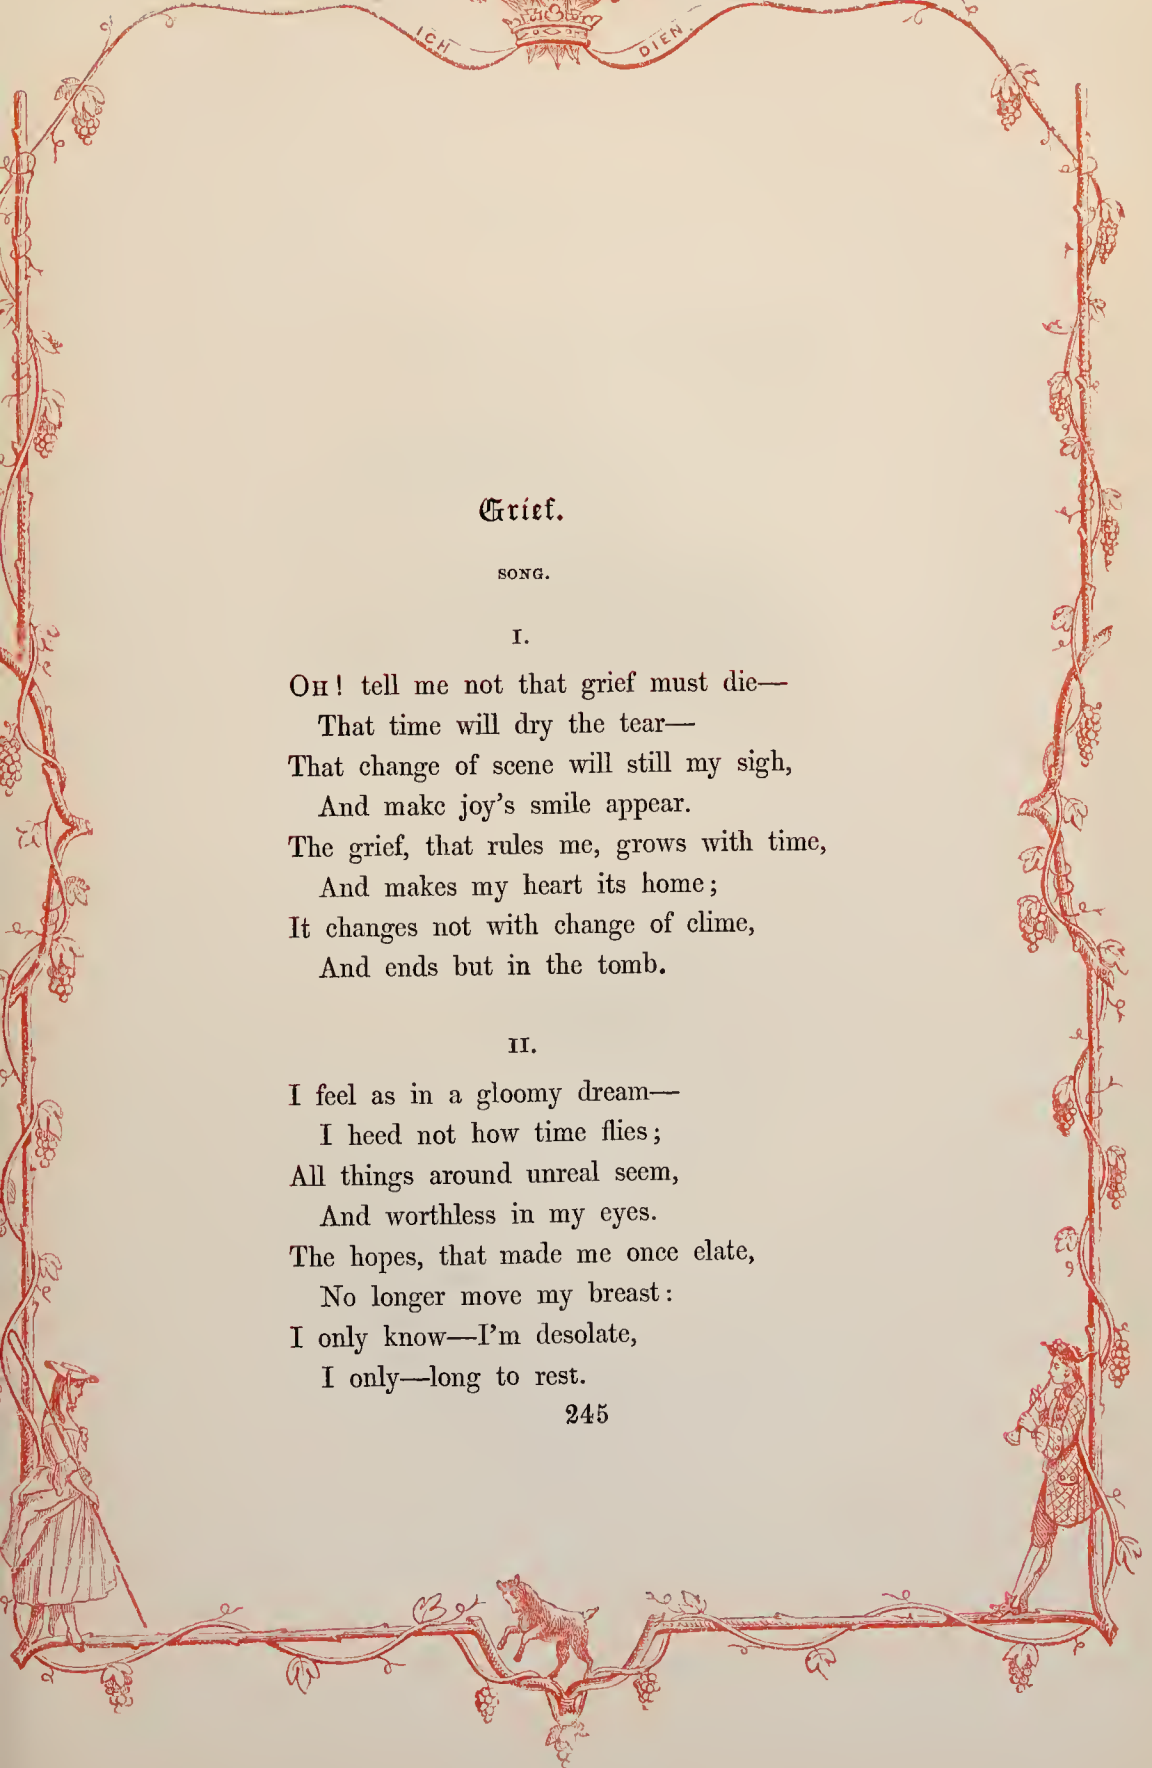 ICH DIEN
Grief.
SONG.
I.
OH! tell me not that grief must die—
That time will dry the tear—
That change of scene will still my sigh,
And make joy's smile appear.
The grief, that rules me, grows with time,
And makes my heart its home;
It changes not with change of clime,
And ends but in the tomb.
II.
I feel as in a gloomy dream—
I heed not how time flies;
All things around unreal seem,
And worthless in my eyes.
The hopes, that made me once elate,
No longer move my breast:
I only know—I'm desolate,
I only—long to rest.
245